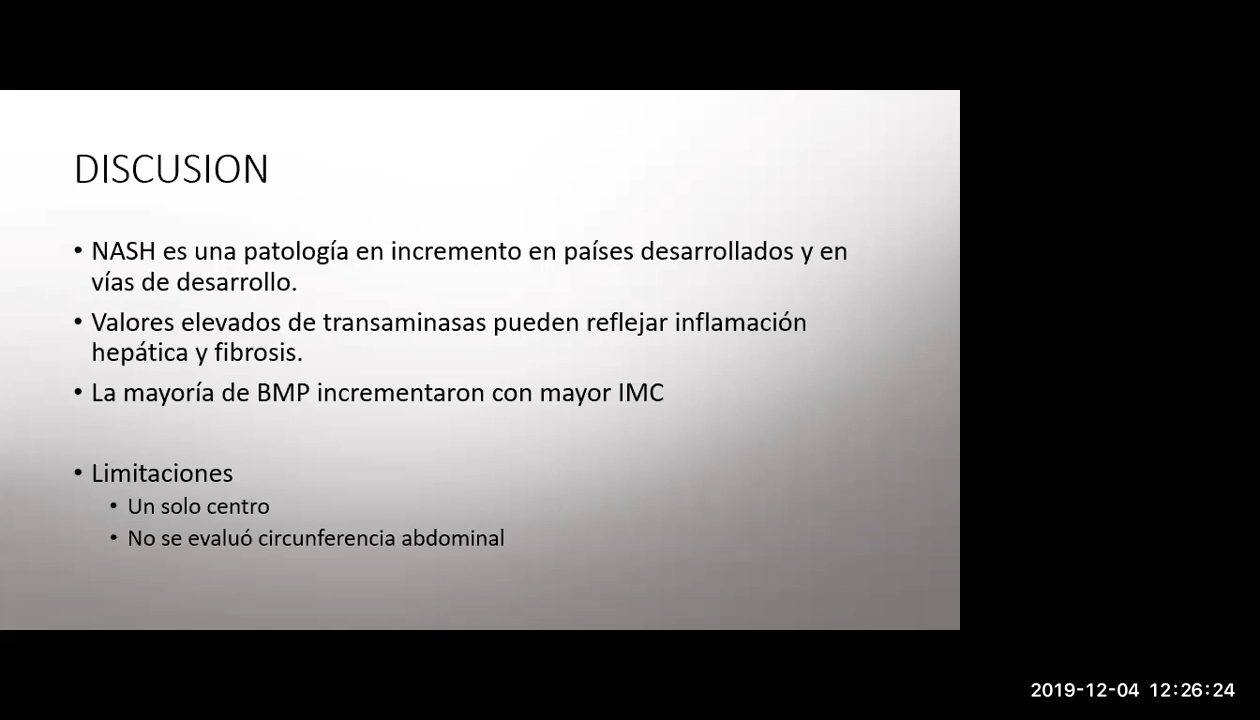 DISCUSION
• NASH es una patología en incremento en países desarrollados y en
vías de desarrollo.
• Valores elevados de transaminasas pueden reflejar inflamación
hepática y fibrosis.
• La mayoría de BMP incrementaron con mayor IMC
• Limitaciones
• Un solo centro
• No se evaluó circunferencia abdominal
2019-12-04 12:26:24